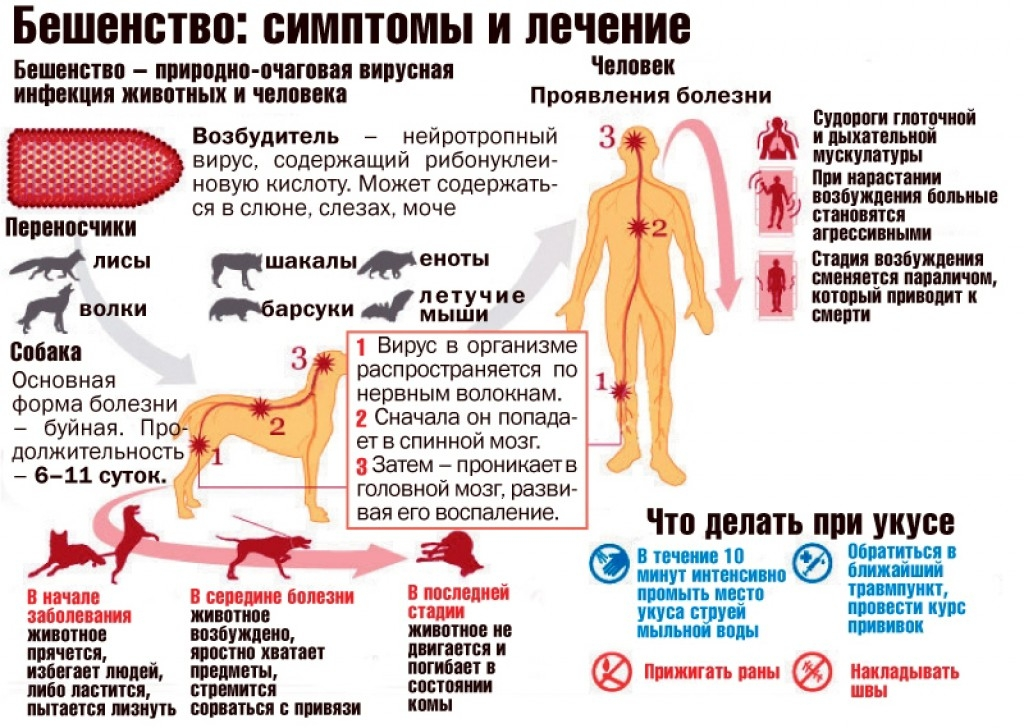 Бешенство: симптомы и лечение
Бешенство – природно-очаговая вирусная
инфекция животных и человека
Возбудитель – нейротропный
вирус, содержащий рибонуклеи-
новую кислоту. Может содержать-
ся в слюне, слезах, моче
Переносчики
лисы
шакалы
еноты
волки
барсуки
летучие
мыши
Собака
Основная
форма болезни
– буйная. Про-
должительность
– 6–11 суток.
3
2
1
1 Вирус в организме
распространяется по
нервным волокнам.
2 Сначала он попада-
ет в спинной мозг.
3 Затем – проникает в
головной мозг, разви-
вая его воспаление.
В начале
заболевания
животное
прячется,
избегает людей,
либо ластится,
пытается лизнуть
В середине болезни
животное
возбуждено,
яростно хватает
предметы,
стремится
сорваться с привязи
В последней
стадии
животное не
двигается и
погибает в
состоянии
комы
Человек
Проявления болезни
3
2
1
Судороги глоточной
и дыхательной
мускулатуры
При нарастании
возбуждения больные
становятся
агрессивными
Стадия возбуждения
сменяется параличом,
который приводит к
смерти
Что делать при укусе
В течение 10
минут интенсивно
промыть место
укуса струей
мыльной воды
Обратиться в
ближайший
травмпункт,
провести курс
прививок
Прижигать раны
Накладывать
швы